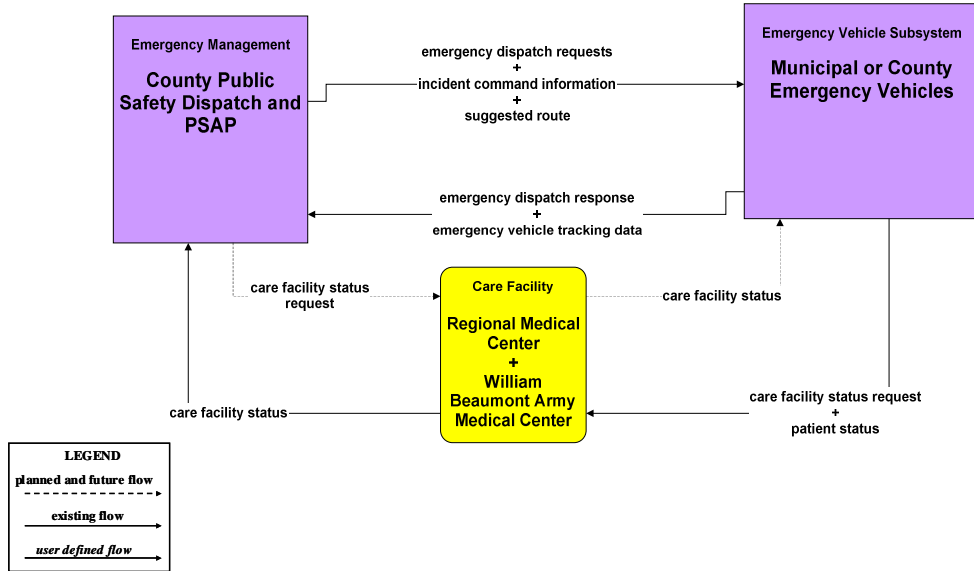 Emergency Management
County Public
Safety Dispatch and
PSAP
emergency dispatch requests
+
incident command information
+
suggested route
Emergency Vehicle Subsystem
Municipal or County
Emergency Vehicles
emergency dispatch response
+
emergency vehicle tracking data
care facility status
request
Care Facility
Regional Medical
Center
+
William
Beaumont Army
Medical Center
care facility status
care facility status
care facility status request
+
patient status
LEGEND
planned and future flow
existing flow
user defined flow